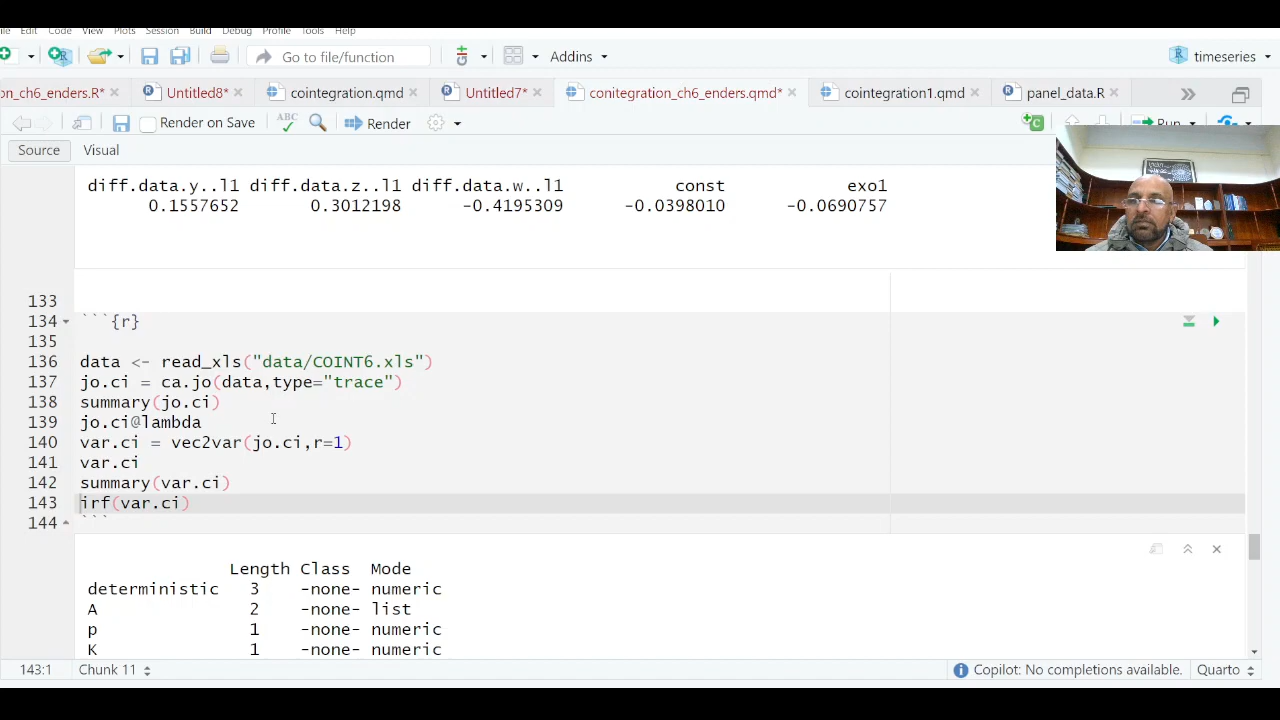 File Edit Code View Plots Session Build Debug Profile Tools Help
Go to file/function Addins timeseries
on_ch6_enders.R* Untitled8* cointegration.qmd Untitled7* conitegration_ch6_enders.qmd* cointegration1.qmd panel_data.R
Render on Save ABC Render Run
Source Visual
diff.data.y..l1 diff.data.z..l1 diff.data.w..l1 const exo1
0.1557652 0.3012198 -0.4195309 -0.0398010 -0.0690757
133
134 ```{r}
135
136 data <- read_xls("data/COINT6.xls")
137 jo.ci = ca.jo(data,type="trace")
138 summary(jo.ci)
139 jo.ci@lambda
140 var.ci = vec2var(jo.ci,r=1)
141 var.ci
142 summary(var.ci)
143 irf(var.ci)
144 ```
Length Class Mode
deterministic 3 -none- numeric
A 2 -none- list
p 1 -none- numeric
K 1 -none- numeric
143:1 Chunk 11 Copilot: No completions available. Quarto